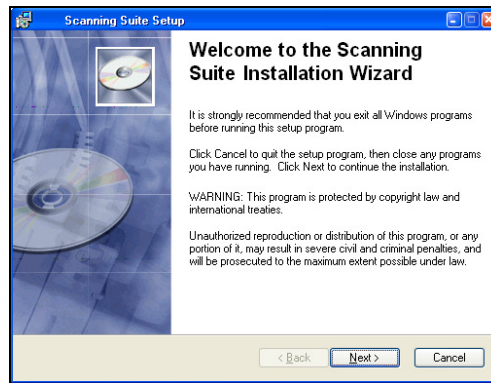 Scanning Suite Setup
Welcome to the Scanning
Suite Installation Wizard
It is strongly recommended that you exit all Windows programs
before running this setup program.
Click Cancel to quit the setup program, then close any programs
you have running. Click Next to continue the installation.
WARNING: This program is protected by copyright law and
international treaties.
Unauthorized reproduction or distribution of this program, or any
portion of it, may result in severe civil and criminal penalties, and
will be prosecuted to the maximum extent possible under law.
< Back Next > Cancel